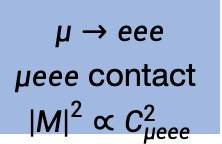 μ → eee
μeee contact
|M|² ∝ C²μeee